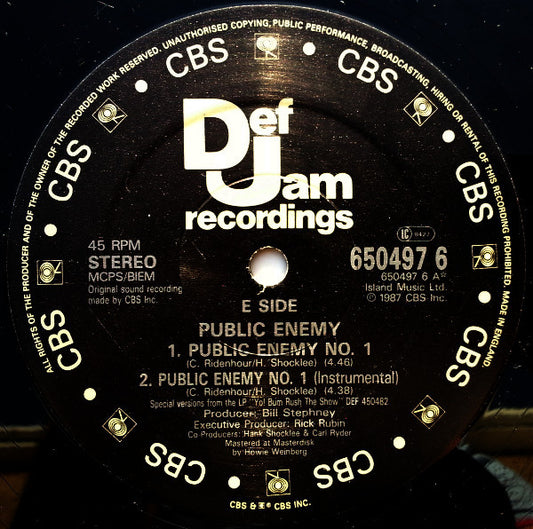 ALL RIGHTS OF THE PRODUCER AND OF THE OWNER OF THE RECORDED WORK RESERVED. UNAUTHORISED COPYING, PUBLIC PERFORMANCE, BROADCASTING, HIRING OR RENTAL OF THIS RECORDING PROHIBITED. MADE IN ENGLAND.
CBS
CBS
CBS
CBS
CBS
CBS
CBS
CBS
Def
Jam
recordings
45 RPM
STEREO
MCPS/BIEM
Original sound recording
made by CBS Inc.
LC
650497 6
650497 6 A
Island Music Ltd.
℗ 1987 CBS Inc.
E SIDE
PUBLIC ENEMY
1. PUBLIC ENEMY NO. 1
(C. Ridenhour/H. Shocklee) (4.46)
2. PUBLIC ENEMY NO. 1 (Instrumental)
(C. Ridenhour/H. Shocklee) (4.38)
Special versions from the LP "Yo! Bum Rush The Show" DEF 450482
Producer: Bill Stephney
Executive Producer: Rick Rubin
Co-Producers: Hank Shocklee & Carl Ryder
Mastered at Masterdisk
by Howie Weinberg
CBS & CBS INC.